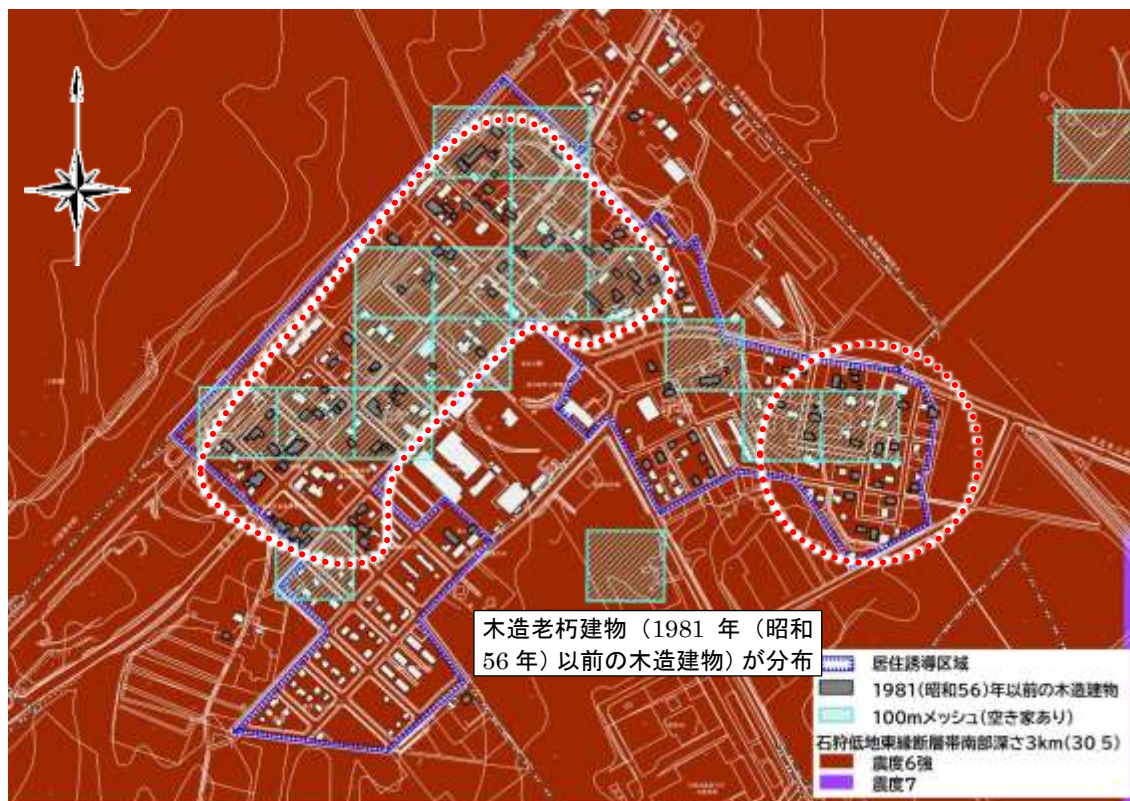 木造老朽建物（1981 年（昭和
56 年）以前の木造建物）が分布
居住誘導区域
1981(昭和56)年以前の木造建物
100mメッシュ(空き家あり)
石狩低地東縁断層帯南部深さ3km(30 5)
震度6強
震度7